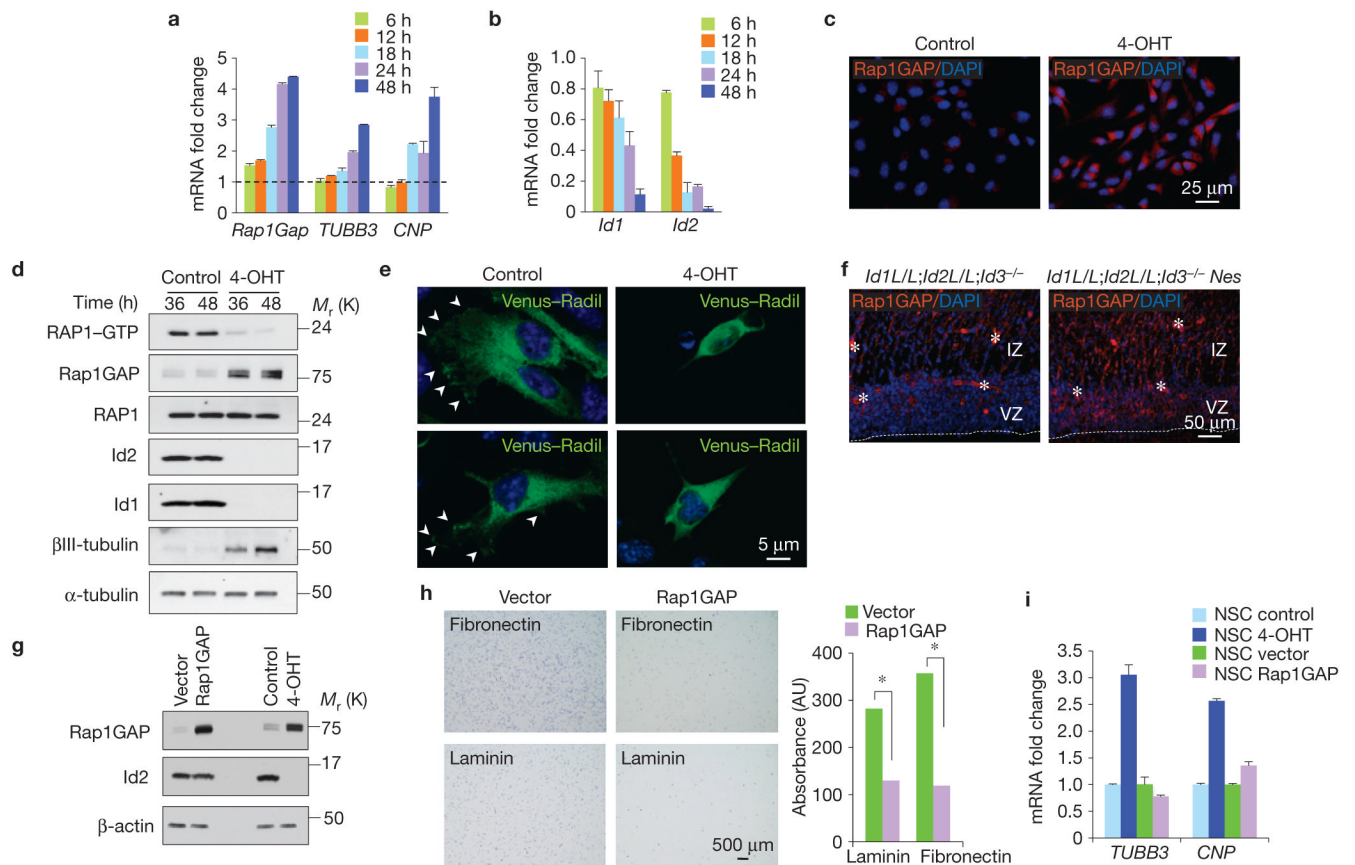 a
6 h
12 h
18 h
24 h
48 h
mRNA fold change
5
4
3
2
1
0
Rap1Gap TUBB3 CNP
b
6 h
12 h
18 h
24 h
48 h
mRNA fold change
1.0
0.8
0.6
0.4
0.2
0
Id1 Id2
c
Control 4-OHT
Rap1GAP/DAPI Rap1GAP/DAPI
25 μm
d
Control 4-OHT
Time (h) 36 48 36 48 Mr (K)
RAP1–GTP 24
Rap1GAP 75
RAP1 24
Id2 17
Id1 17
βIII-tubulin 50
α-tubulin 50
e
Control 4-OHT
Venus–Radil Venus–Radil
Venus–Radil Venus–Radil
5 μm
f
Id1L/L;Id2L/L;Id3–/– Id1L/L;Id2L/L;Id3–/– Nes
Rap1GAP/DAPI Rap1GAP/DAPI
* * * * * * *
IZ IZ
VZ VZ
50 μm
g
Vector Rap1GAP Control 4-OHT Mr (K)
Rap1GAP 75
Id2 17
β-actin 50
h
Vector Rap1GAP
Fibronectin Fibronectin
Laminin Laminin
500 μm
Vector
Rap1GAP
Absorbance (AU)
400
300
200
100
0
* *
Laminin Fibronectin
i
NSC control
NSC 4-OHT
NSC vector
NSC Rap1GAP
mRNA fold change
3.5
3.0
2.5
2.0
1.5
1.0
0.5
0
TUBB3 CNP